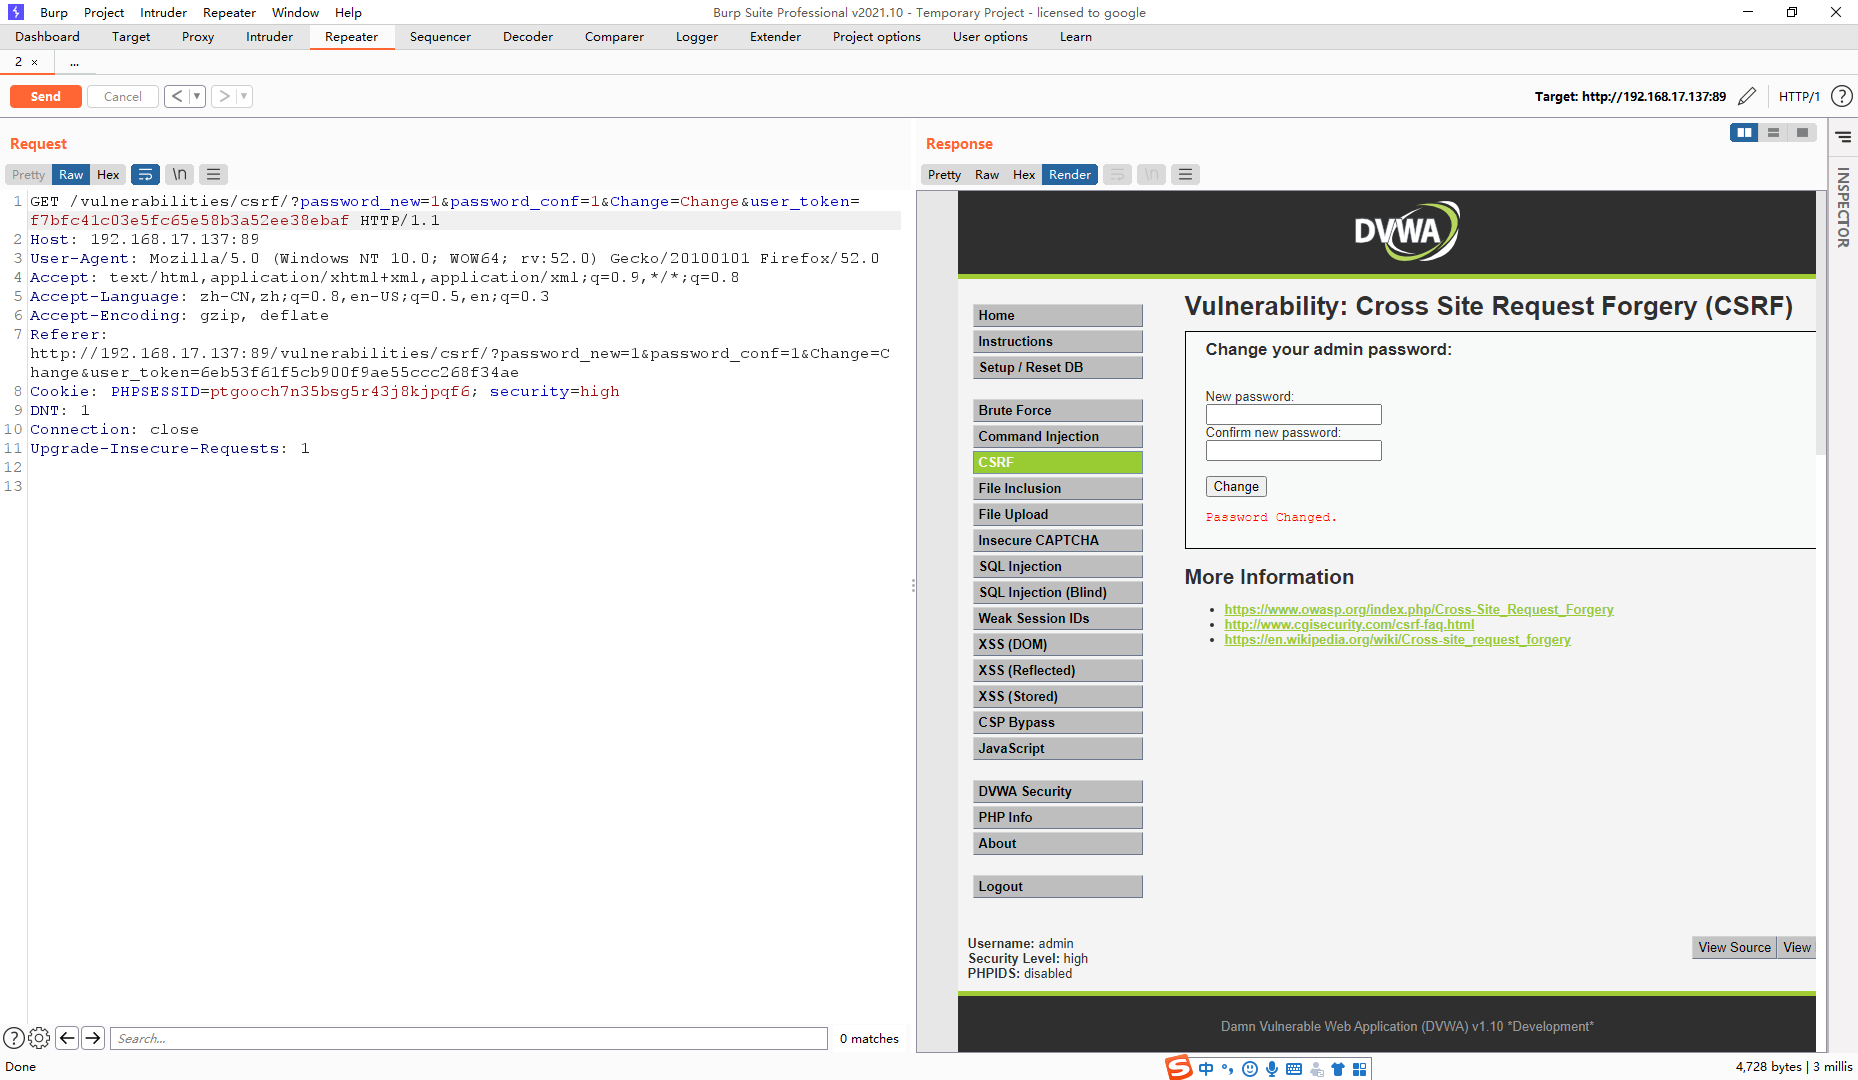 Burp Project Intruder Repeater Window Help
Burp Suite Professional v2021.10 - Temporary Project - licensed to google
Dashboard Target Proxy Intruder Repeater Sequencer Decoder Comparer Logger Extender Project options User options Learn
2 × ...
Send Cancel < >
Target: http://192.168.17.137:89 HTTP/1 ?
Request
Pretty Raw Hex \n
1 GET /vulnerabilities/csrf/?password_new=1&password_conf=1&Change=Change&user_token=
f7bfc41c03e5fc65e58b3a52ee38ebaf HTTP/1.1
2 Host: 192.168.17.137:89
3 User-Agent: Mozilla/5.0 (Windows NT 10.0; WOW64; rv:52.0) Gecko/20100101 Firefox/52.0
4 Accept: text/html,application/xhtml+xml,application/xml;q=0.9,*/*;q=0.8
5 Accept-Language: zh-CN,zh;q=0.8,en-US;q=0.5,en;q=0.3
6 Accept-Encoding: gzip, deflate
7 Referer:
http://192.168.17.137:89/vulnerabilities/csrf/?password_new=1&password_conf=1&Change=C
hange&user_token=6eb53f61f5cb900f9ae55ccc268f34ae
8 Cookie: PHPSESSID=ptgooch7n35bsg5r43j8kjpqf6; security=high
9 DNT: 1
10 Connection: close
11 Upgrade-Insecure-Requests: 1
12
13
? Search... 0 matches
Done
Response
Pretty Raw Hex Render \n
INSPECTOR
DVWA
Home
Instructions
Setup / Reset DB
Brute Force
Command Injection
CSRF
File Inclusion
File Upload
Insecure CAPTCHA
SQL Injection
SQL Injection (Blind)
Weak Session IDs
XSS (DOM)
XSS (Reflected)
XSS (Stored)
CSP Bypass
JavaScript
DVWA Security
PHP Info
About
Logout
Vulnerability: Cross Site Request Forgery (CSRF)
Change your admin password:
New password:
Confirm new password:
Change
Password Changed.
More Information
https://www.owasp.org/index.php/Cross-Site_Request_Forgery
http://www.cgisecurity.com/csrf-faq.html
https://en.wikipedia.org/wiki/Cross-site_request_forgery
Username: admin
Security Level: high
PHPIDS: disabled
View Source View
Damn Vulnerable Web Application (DVWA) v1.10 *Development*
S 中
4,728 bytes | 3 millis